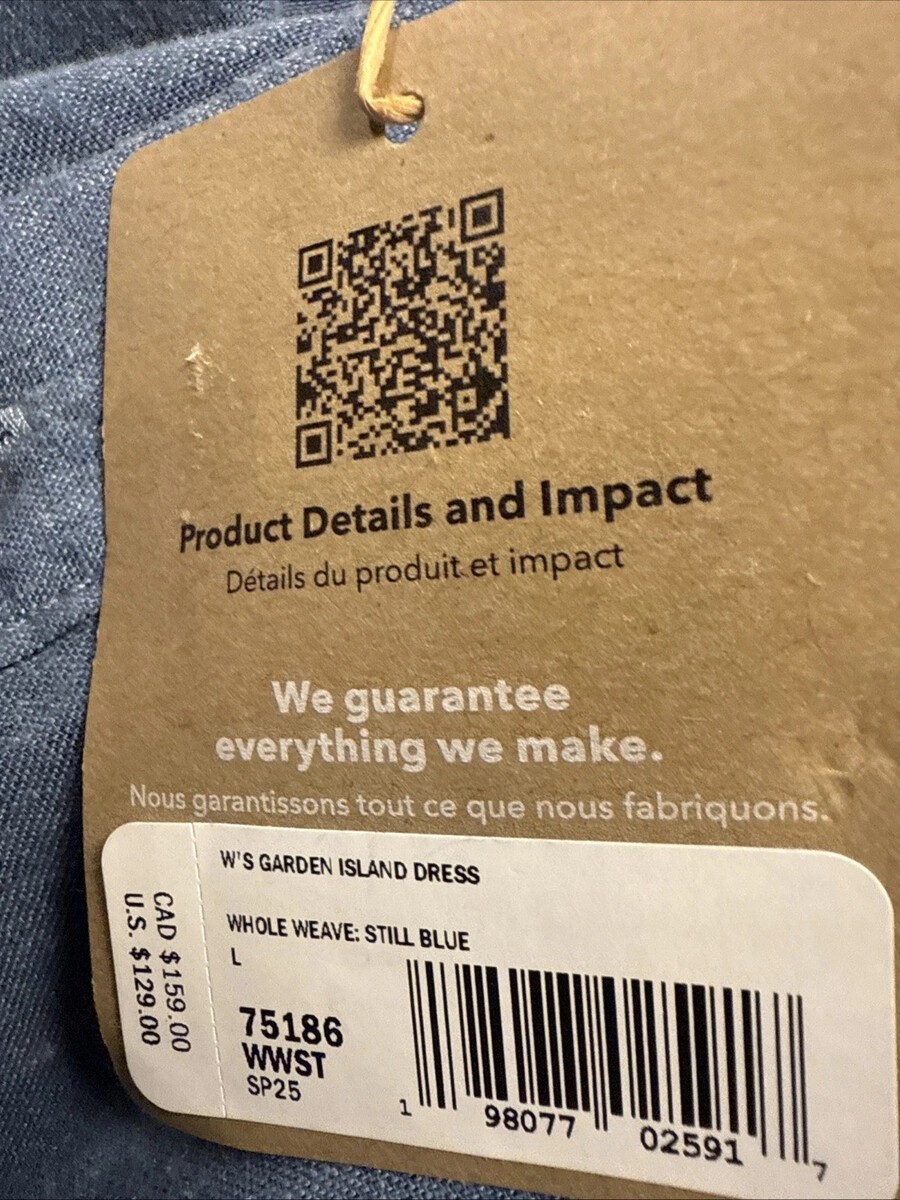 Product Details and Impact
Détails du produit et impact
We guarantee
everything we make.
Nous garantissons tout ce que nous fabriquons.
W'S GARDEN ISLAND DRESS
WHOLE WEAVE: STILL BLUE
L
75186
WWST
SP25
CAD $159.00
U.S. $129.00
1 98077 02591 7